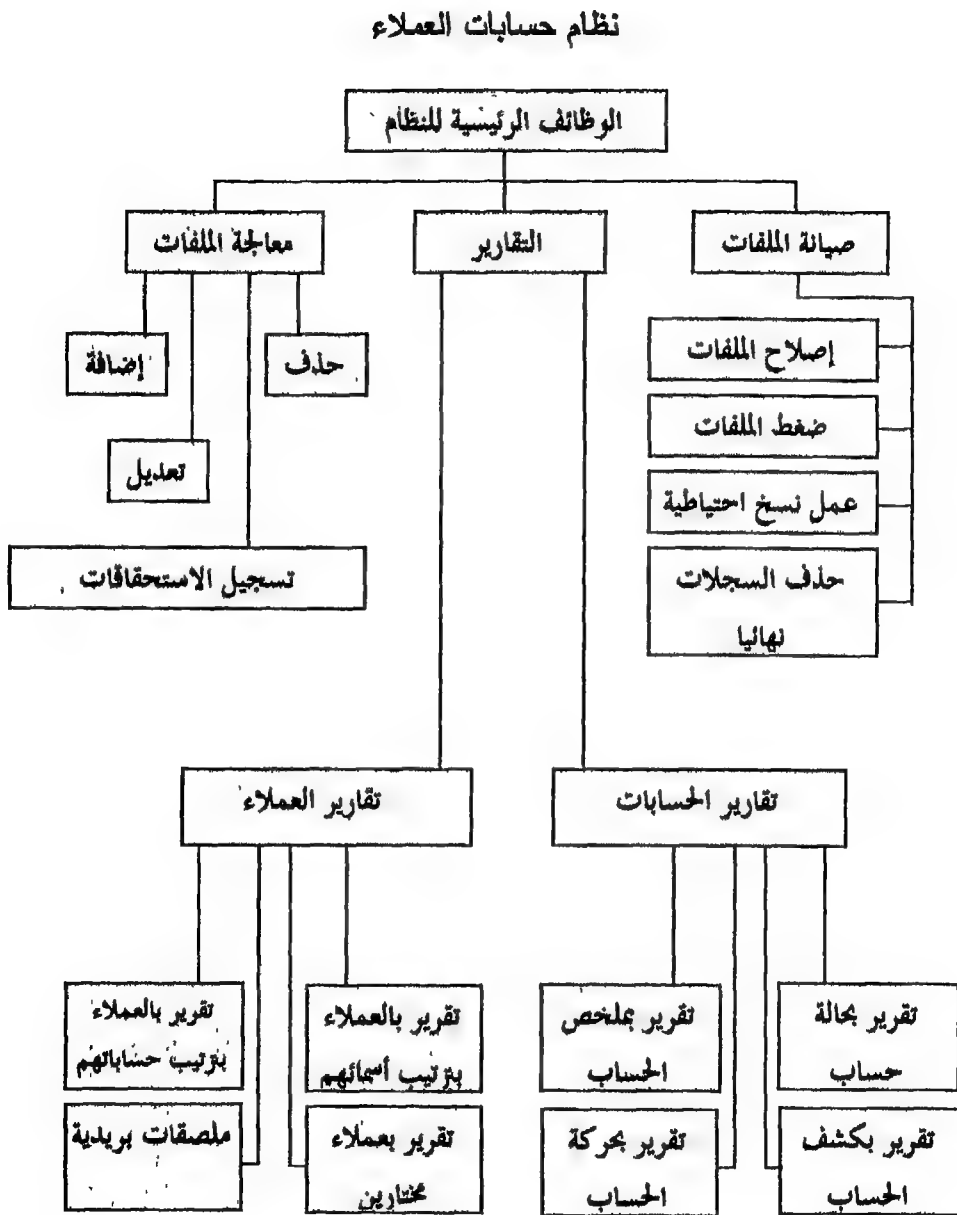 نظام حسابات العملاء
الوظائف الرئيسية للنظام
صيانة الملفات
التقارير
معالجة الملفات
إصلاح الملفات
ضغط الملفات
عمل نسخ احتياطية
حذف السجلات
نهائيا
حذف
إضافة
تعديل
تسجيل الاستحقاقات
تقارير الحسابات
تقارير العملاء
تقرير بحالة
حساب
تقرير بملخص
الحساب
تقرير بكشف
الحساب
تقرير بحركة
الحساب
تقرير بالعملاء
بترتيب أسمائهم
تقرير بالعملاء
بترتيب حساباتهم
تقرير بعملاء
مختارين
ملصقات بريدية